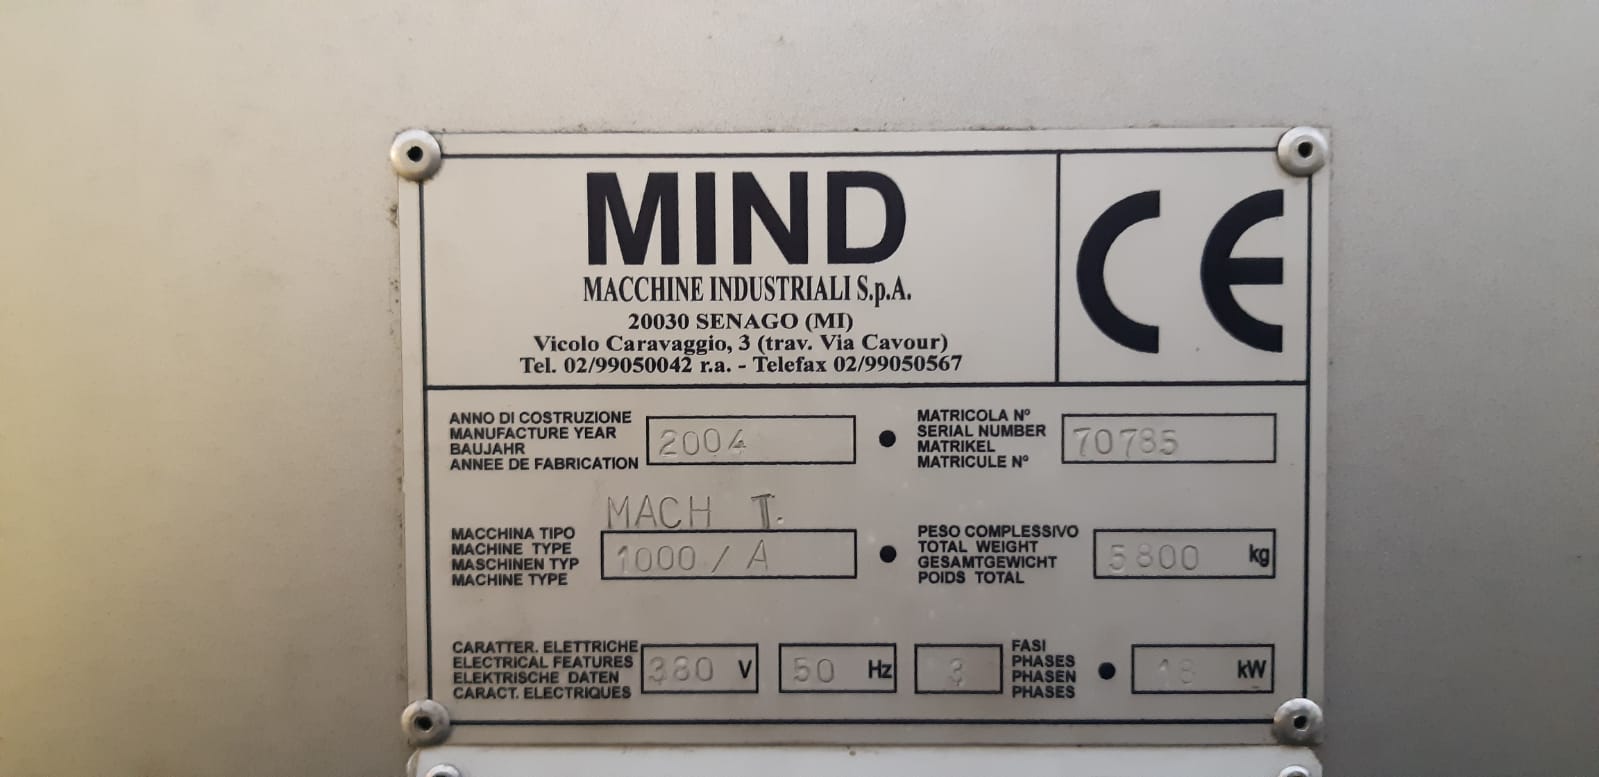 MIND
CE
MACCHINE INDUSTRIALI S.p.A.
20030 SENAGO (MI)
Vicolo Caravaggio, 3 (trav. Via Cavour)
Tel. 02/99050042 r.a. - Telefax 02/99050567
ANNO DI COSTRUZIONE
MANUFACTURE YEAR
BAUJAHR
ANNEE DE FABRICATION
2004
MATRICOLA Nº
SERIAL NUMBER
MATRIKEL
MATRICULE Nº
70785
MACCHINA TIPO
MACHINE TYPE
MASCHINEN TYP
MACHINE TYPE
MACH T.
1000/A
PESO COMPLESSIVO
TOTAL WEIGHT
GESAMTGEWICHT
POIDS TOTAL
5800 kg
CARATTER. ELETTRICHE
ELECTRICAL FEATURES
ELEKTRISCHE DATEN
CARACT. ELECTRIQUES
380 V
50 Hz
3
FASI
PHASES
PHASEN
PHASES
18 kW